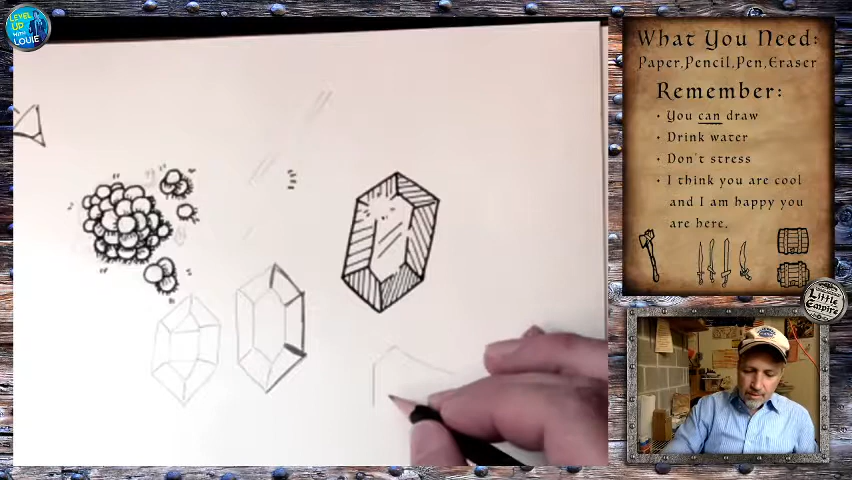 LEVEL
UP
WITH
LOUIE
What You Need:
Paper,Pencil,Pen,Eraser
Remember:
• You can draw
• Drink water
• Don't stress
• I think you are cool
and I am happy you
are here.
Little
Empire